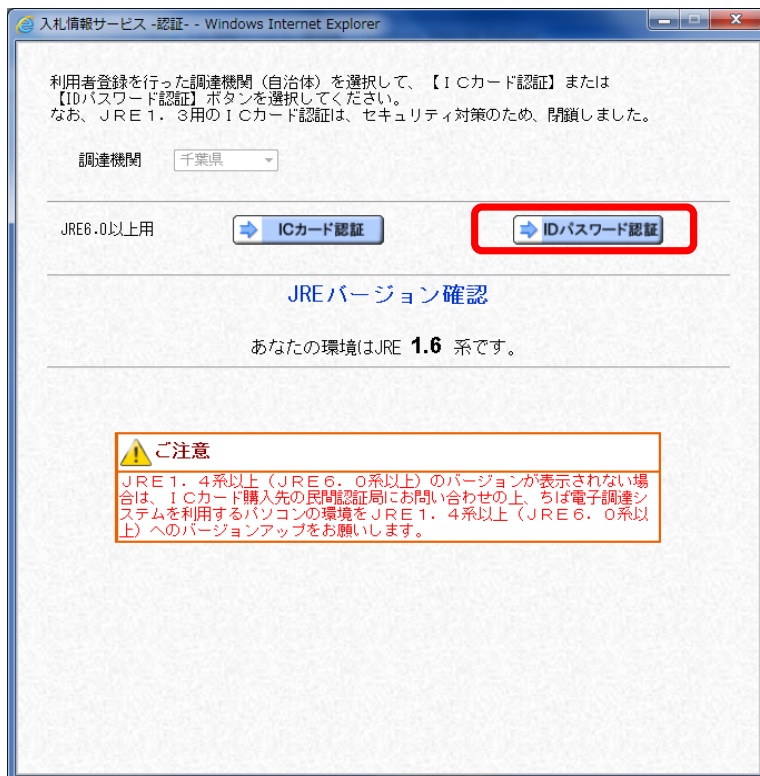 入札情報サービス -認証- - Windows Internet Explorer
利用者登録を行った調達機関（自治体）を選択して、【ＩＣカード認証】または
【IDパスワード認証】ボタンを選択してください。
なお、ＪＲＥ１．３用のＩＣカード認証は、セキュリティ対策のため、閉鎖しました。
調達機関 千葉県
JRE6.0以上用 ICカード認証 IDパスワード認証
JREバージョン確認
あなたの環境はJRE 1.6 系です。
ご注意
ＪＲＥ１．４系以上（ＪＲＥ６．０系以上）のバージョンが表示されない場
合は、ＩＣカード購入先の民間認証局にお問い合わせの上、ちば電子調達シ
ステムを利用するパソコンの環境をＪＲＥ１．４系以上（ＪＲＥ６．０系以
上）へのバージョンアップをお願いします。